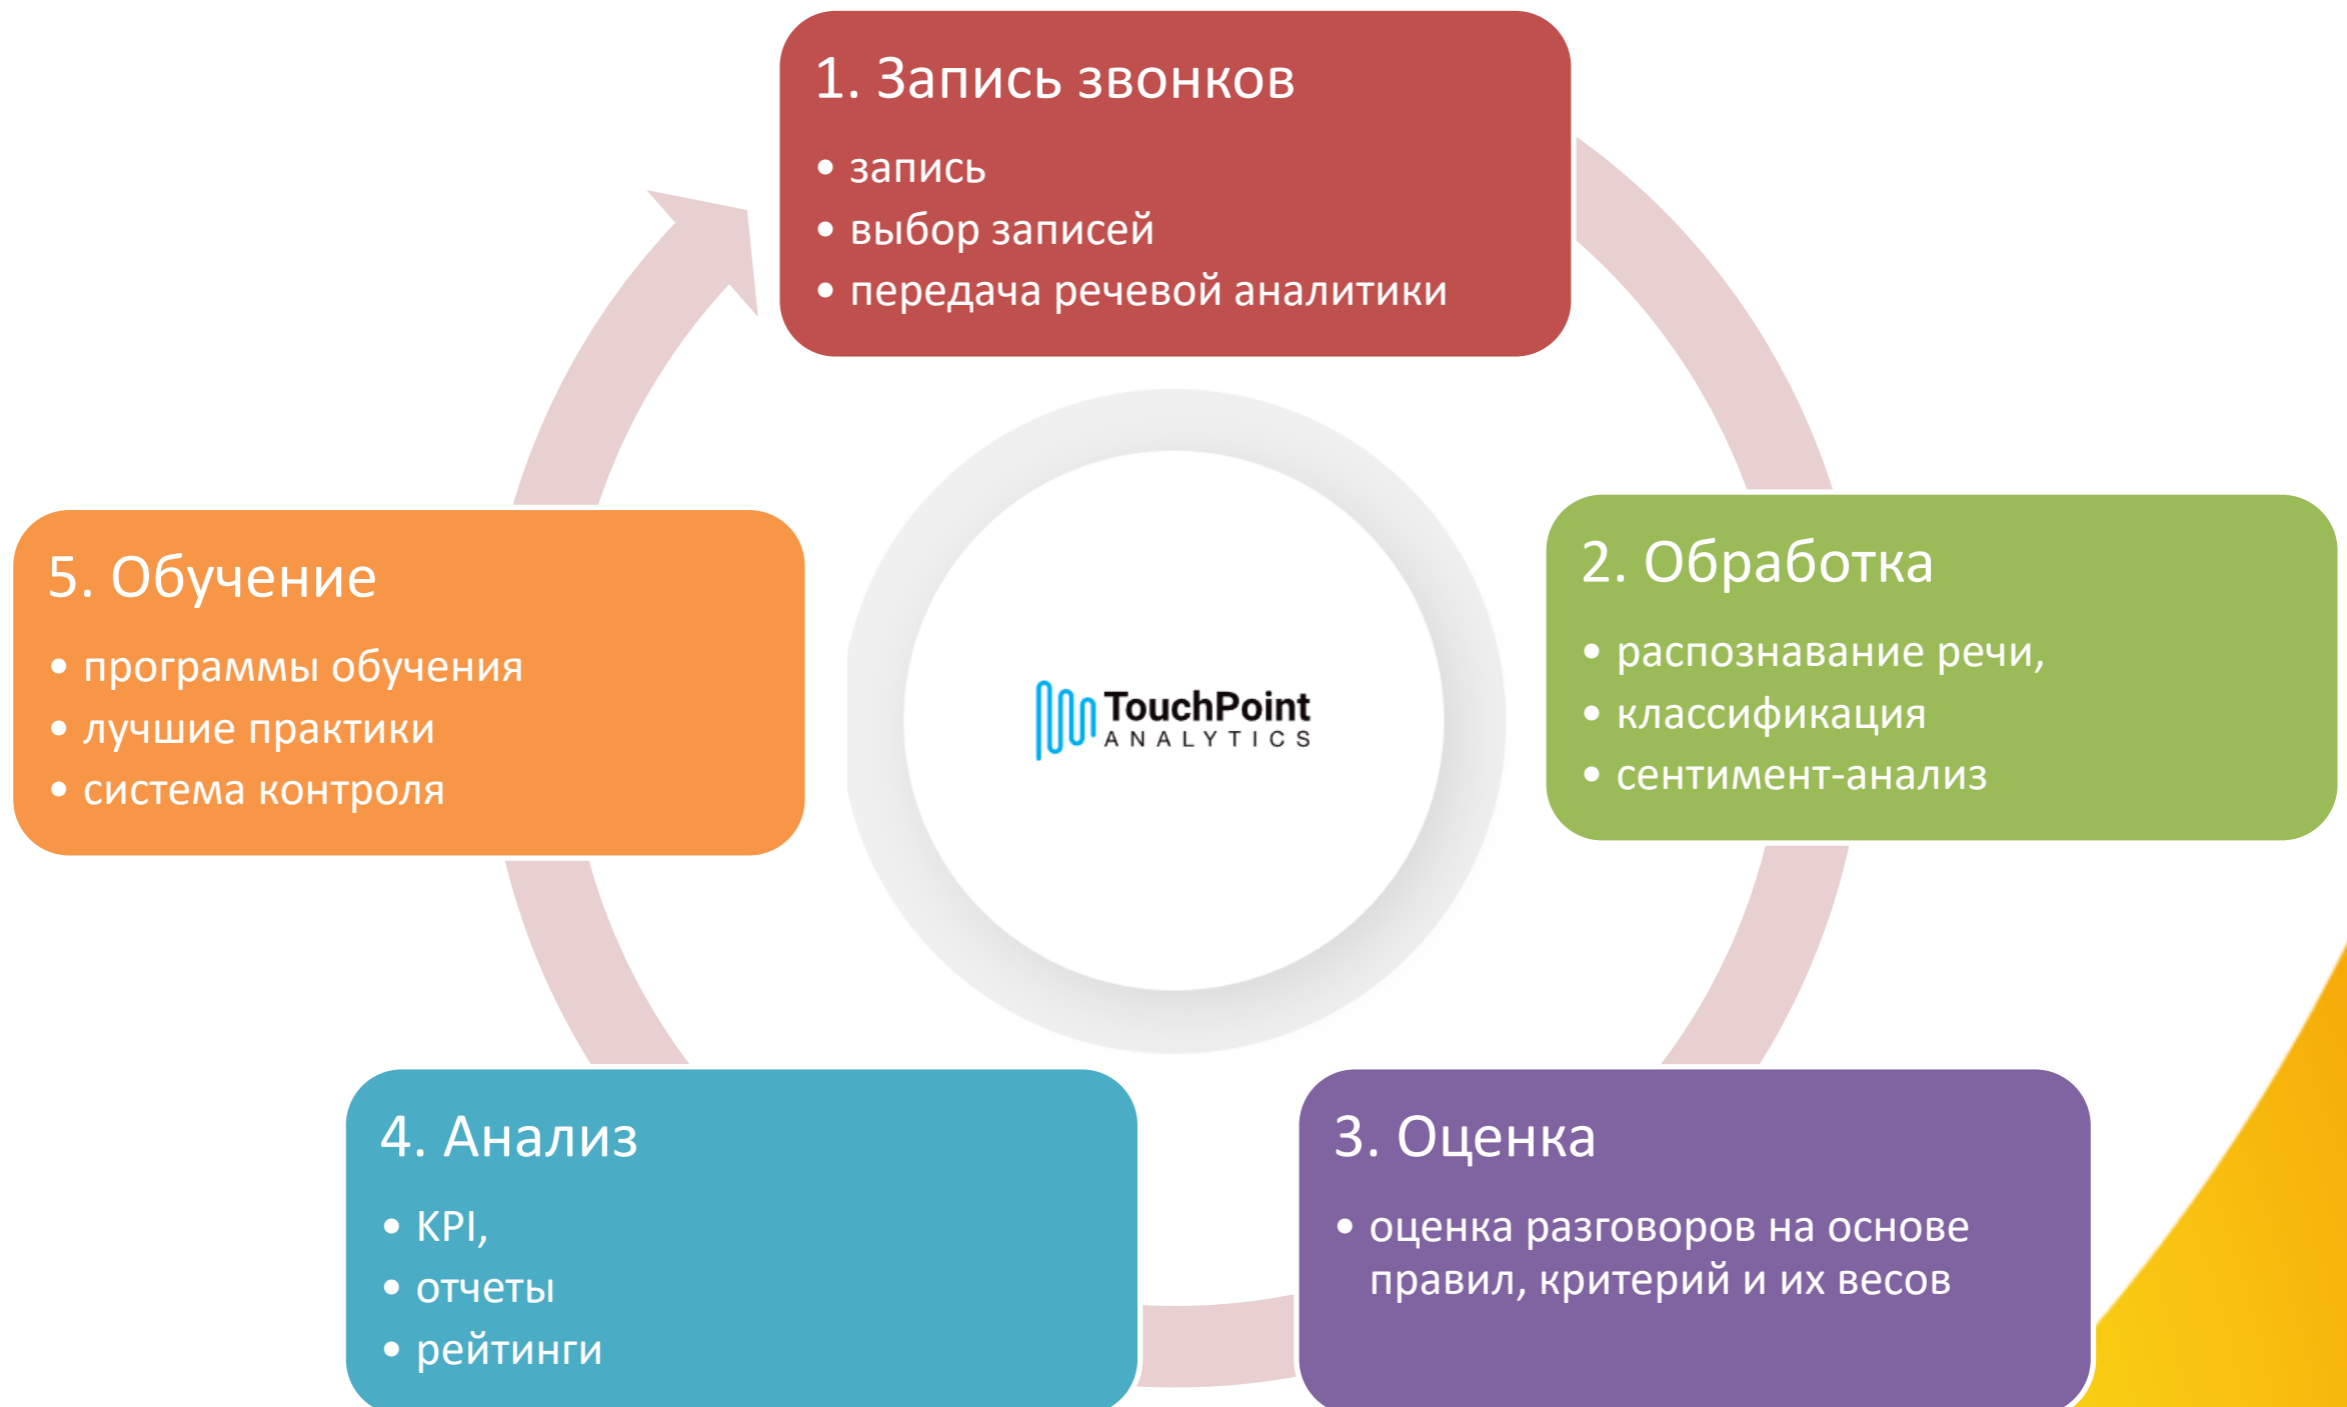 1. Запись звонков
• запись
• выбор записей
• передача речевой аналитики
2. Обработка
• распознавание речи,
• классификация
• сентимент-анализ
3. Оценка
• оценка разговоров на основе
правил, критерий и их весов
4. Анализ
• KPI,
• отчеты
• рейтинги
5. Обучение
• программы обучения
• лучшие практики
• система контроля
TouchPoint
ANALYTICS